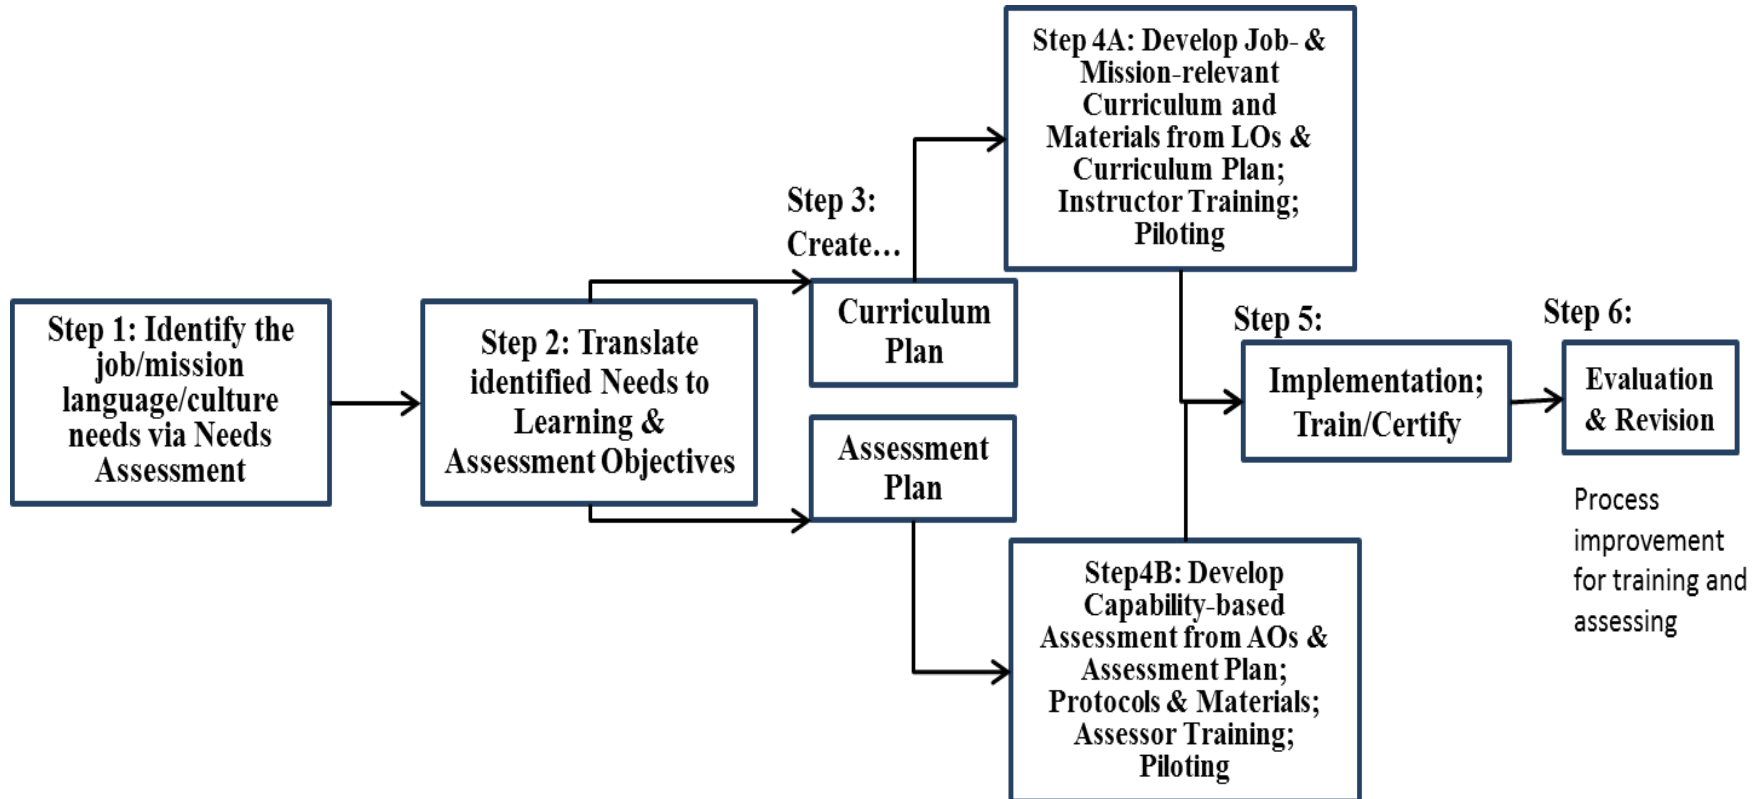 Step 1: Identify the
job/mission
language/culture
needs via Needs
Assessment
Step 2: Translate
identified Needs to
Learning &
Assessment Objectives
Step 3:
Create…
Curriculum
Plan
Assessment
Plan
Step 4A: Develop Job- &
Mission-relevant
Curriculum and
Materials from LOs &
Curriculum Plan;
Instructor Training;
Piloting
Step4B: Develop
Capability-based
Assessment from AOs &
Assessment Plan;
Protocols & Materials;
Assessor Training;
Piloting
Step 5:
Implementation;
Train/Certify
Step 6:
Evaluation
& Revision
Process
improvement
for training and
assessing